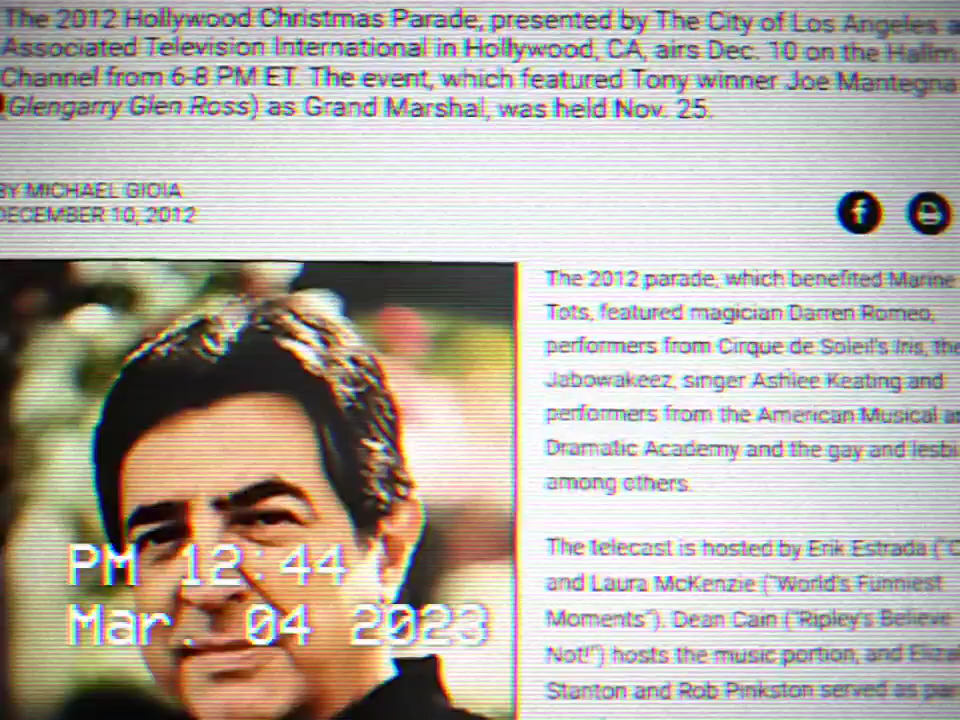 The 2012 Hollywood Christmas Parade, presented by The City of Los Angeles
Associated Television International in Hollywood, CA, airs Dec. 10 on the Hallm
Channel from 6-8 PM ET. The event, which featured Tony winner Joe Mantegna
(Glengarry Glen Ross) as Grand Marshal, was held Nov. 25.
BY MICHAEL GIOIA
DECEMBER 10, 2012
The 2012 parade, which benefited Marine
Tots, featured magician Darren Romeo,
performers from Cirque de Soleil's Iris, the
Jabowakeez, singer Ashlee Keating and
performers from the American Musical a
Dramatic Academy and the gay and lesbi
among others.
The telecast is hosted by Erik Estrada ("C
and Laura McKenzie ("World's Funniest
Moments"). Dean Cain ("Ripley's Believe
Not!") hosts the music portion, and Eliza
Stanton and Rob Pinkston served as pa
PM 12:44
Mar. 04 2023